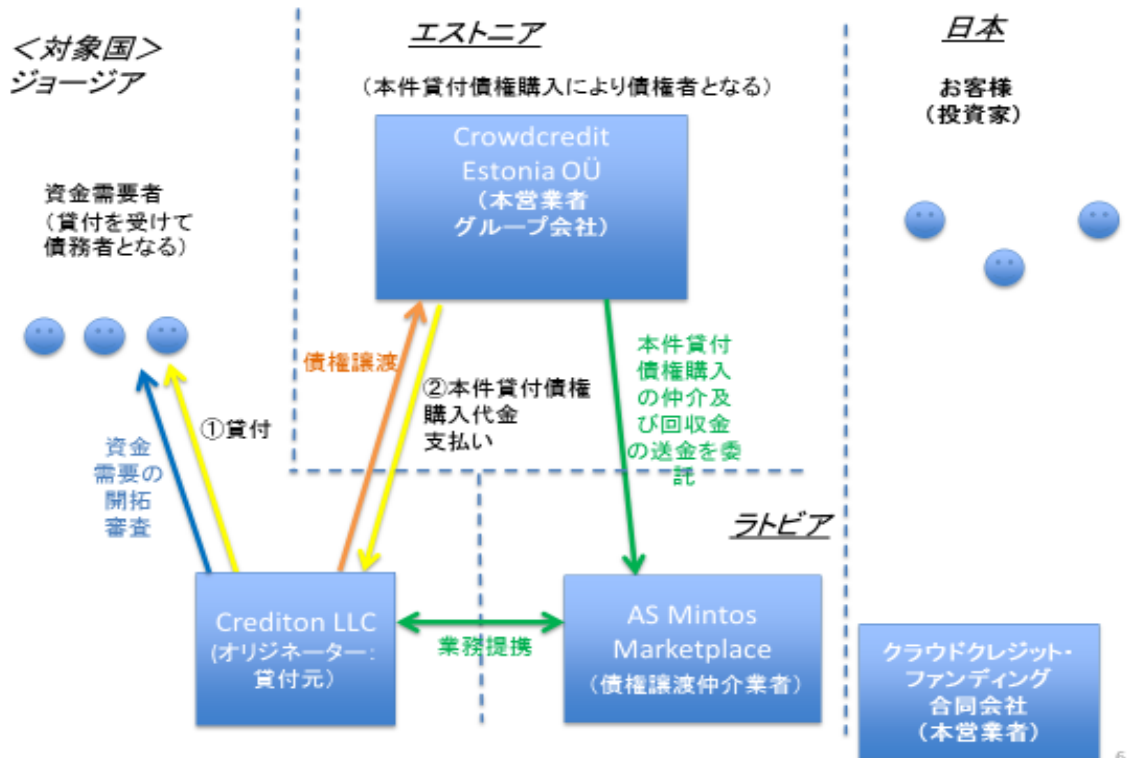 ＜対象国＞
ジョージア
エストニア
日本
（本件貸付債権購入により債権者となる）
お客様
（投資家）
Crowdcredit
Estonia OÜ
（本営業者
グループ会社）
資金需要者
（貸付を受けて
債務者となる）
債権譲渡
②本件貸付債権
購入代金
支払い
本件貸付
債権購入
の仲介及
び回収金
の送金を委
託
①貸付
資金
需要の
開拓
審査
ラトビア
Crediton LLC
(オリジネーター：
貸付元）
業務提携
AS Mintos
Marketplace
（債権譲渡仲介業者）
クラウドクレジット・
ファンディング
合同会社
（本営業者）